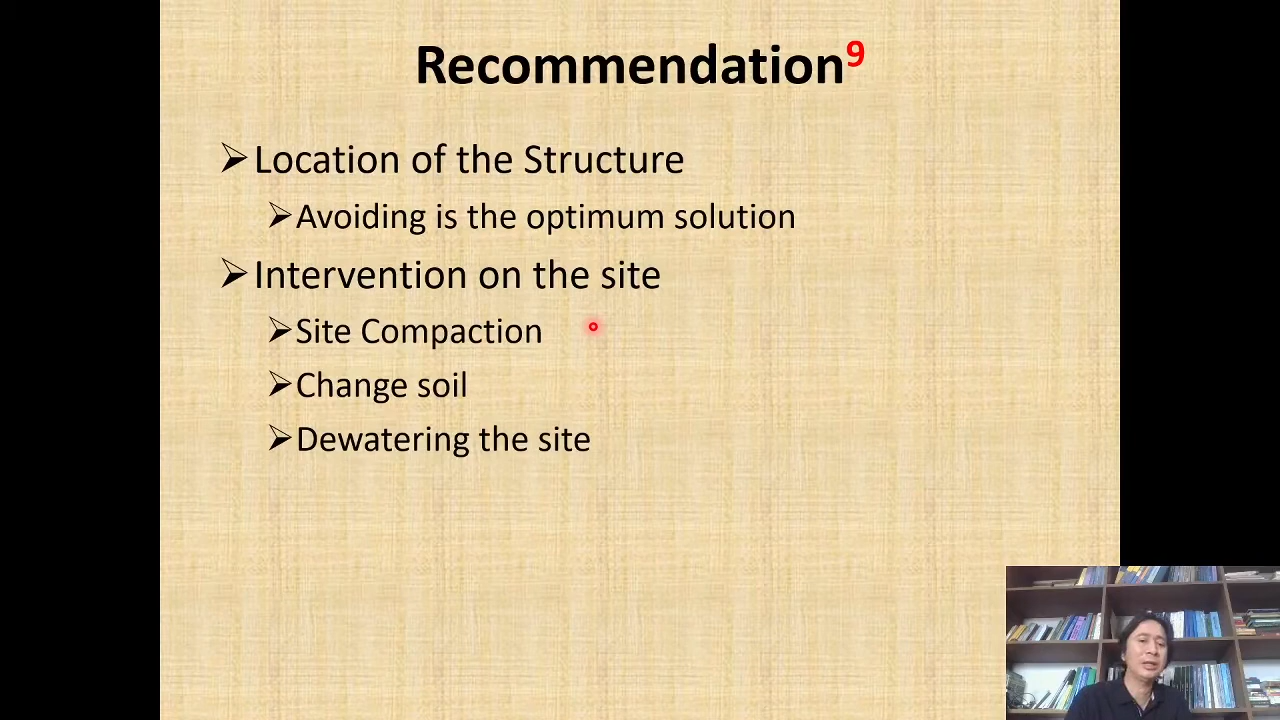 Recommendation9
Location of the Structure
Avoiding is the optimum solution
Intervention on the site
Site Compaction
Change soil
Dewatering the site